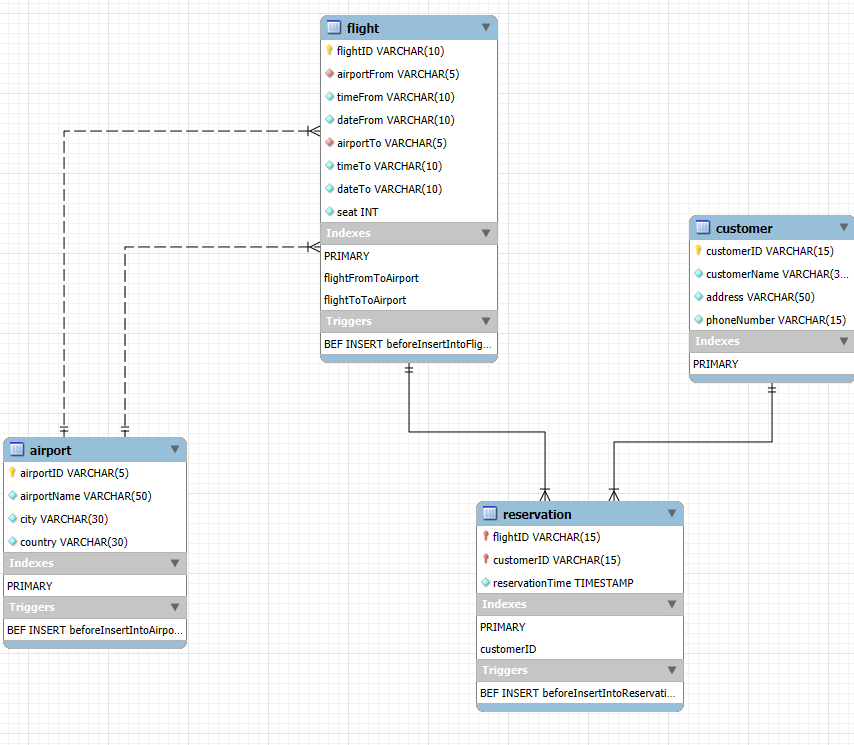 flight
flightID VARCHAR(10)
airportFrom VARCHAR(5)
timeFrom VARCHAR(10)
dateFrom VARCHAR(10)
airportTo VARCHAR(5)
timeTo VARCHAR(10)
dateTo VARCHAR(10)
seat INT
Indexes
PRIMARY
flightFromToAirport
flightToToAirport
Triggers
BEF INSERT beforeInsertIntoFlig...
customer
customerID VARCHAR(15)
customerName VARCHAR(3...
address VARCHAR(50)
phoneNumber VARCHAR(15)
Indexes
PRIMARY
airport
airportID VARCHAR(5)
airportName VARCHAR(50)
city VARCHAR(30)
country VARCHAR(30)
Indexes
PRIMARY
Triggers
BEF INSERT beforeInsertIntoAirpo...
reservation
flightID VARCHAR(15)
customerID VARCHAR(15)
reservationTime TIMESTAMP
Indexes
PRIMARY
customerID
Triggers
BEF INSERT beforeInsertIntoReservati...